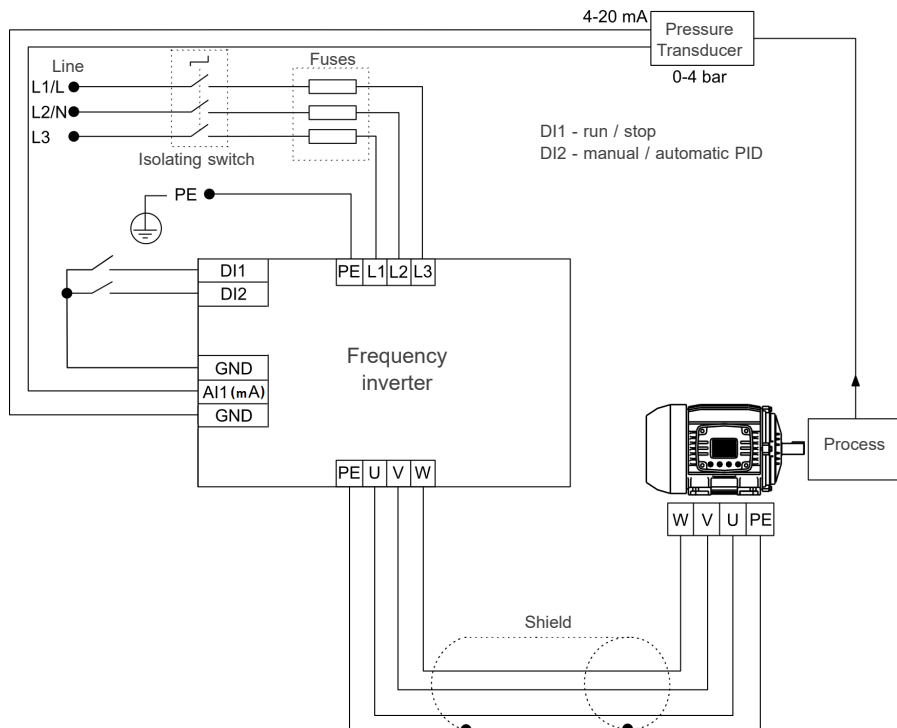 4-20 mA
Pressure
Transducer
0-4 bar
Line
Fuses
L1/L
L2/N
L3
Isolating switch
DI1 - run / stop
DI2 - manual / automatic PID
PE
PE L1 L2 L3
DI1
DI2
GND
AI1 (mA)
GND
Frequency
inverter
PE U V W
Process
W V U PE
Shield